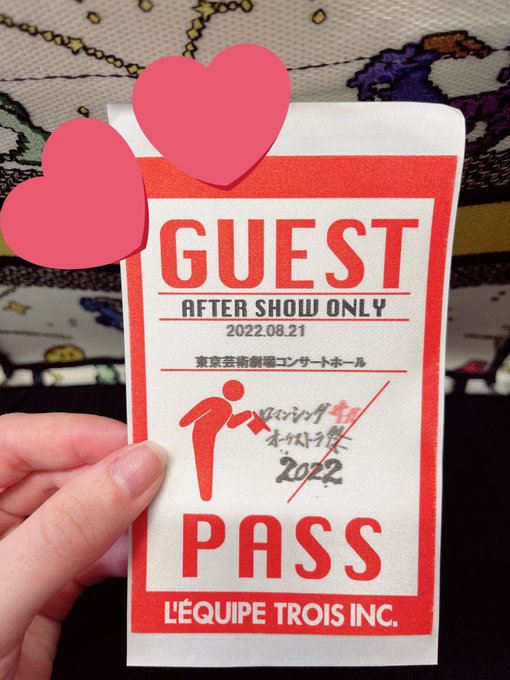 GUEST
AFTER SHOW ONLY
2022.08.21
東京芸術劇場コンサートホール
ロマンシング
オーケストラ祭
2022
PASS
L'ÉQUIPE TROIS INC.